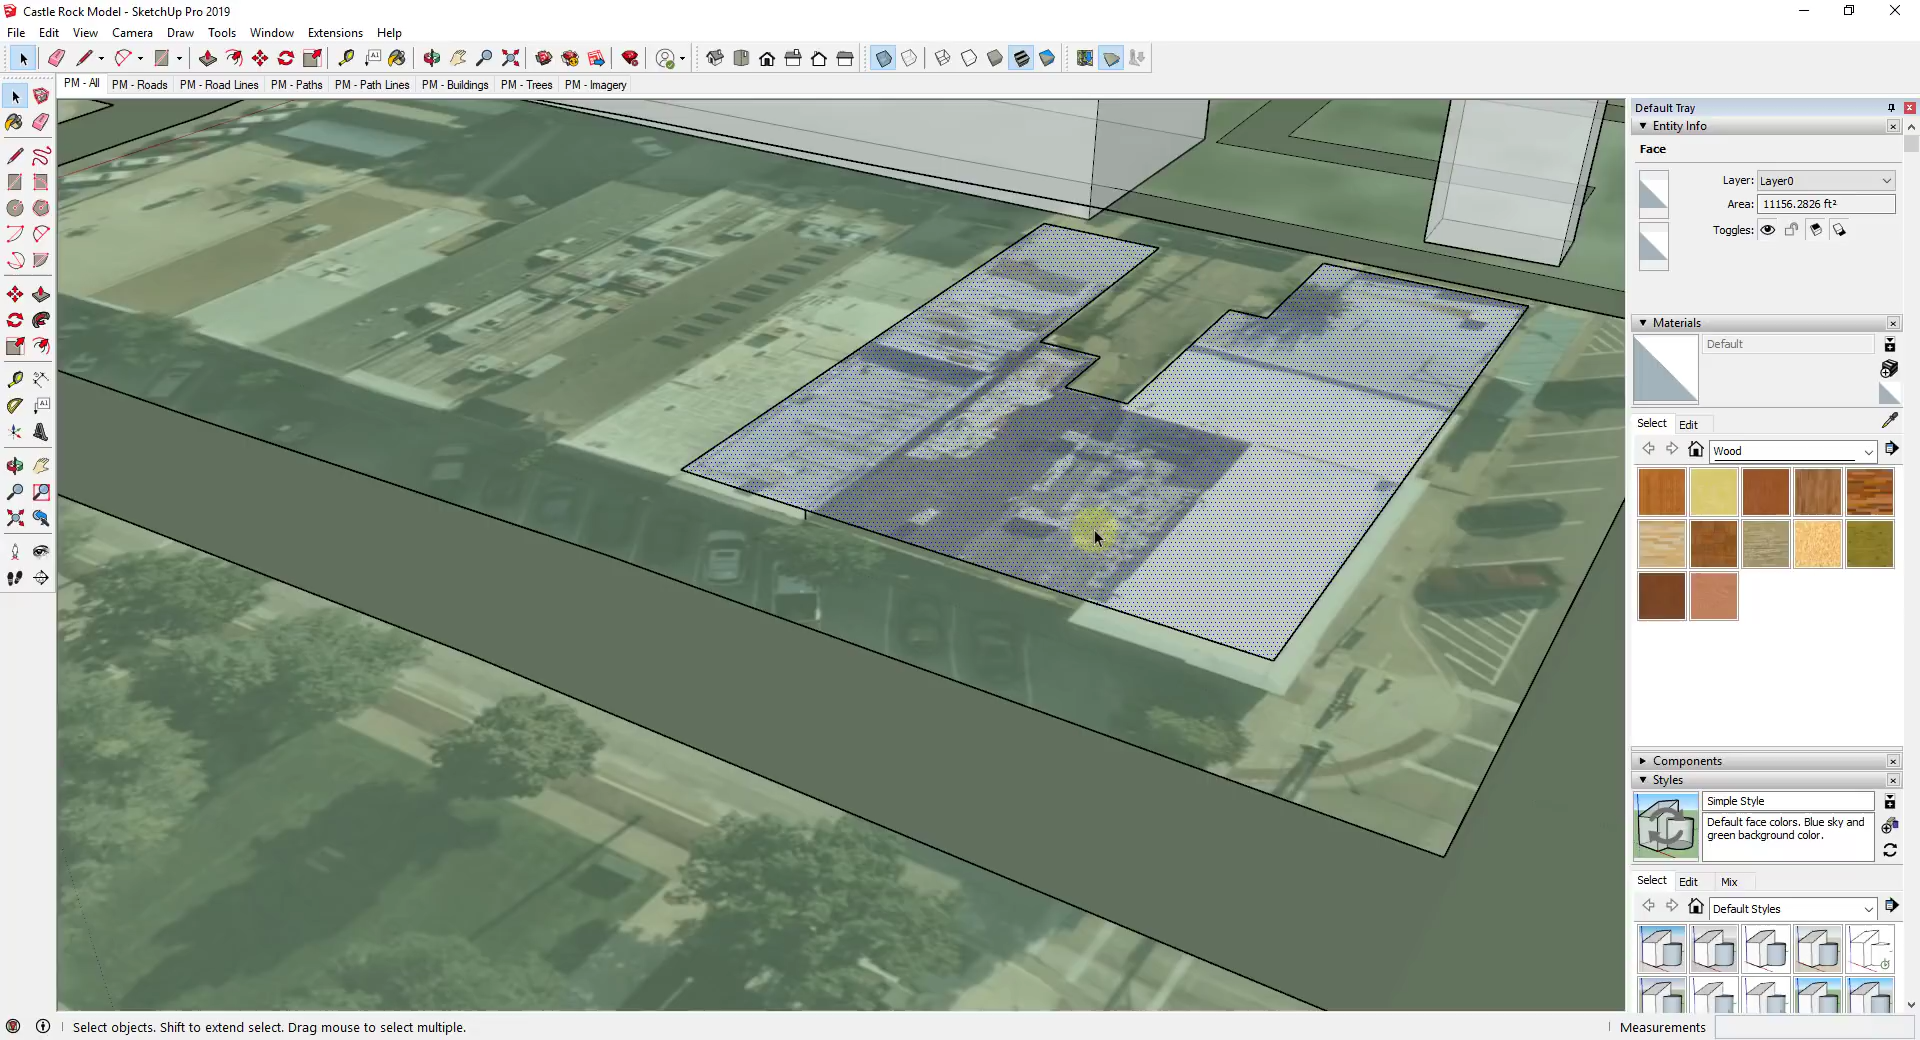 Castle Rock Model - SketchUp Pro 2019
File Edit View Camera Draw Tools Window Extensions Help
PM - All PM - Roads PM - Road Lines PM - Paths PM - Path Lines PM - Buildings PM - Trees PM - Imagery
Default Tray
Entity Info
Face
Layer: Layer0
Area: 11156.2826 ft²
Toggles:
Materials
Default
Select Edit
Wood
Components
Styles
Simple Style
Default face colors. Blue sky and
green background color.
Select Edit Mix
Default Styles
Select objects. Shift to extend select. Drag mouse to select multiple.
Measurements